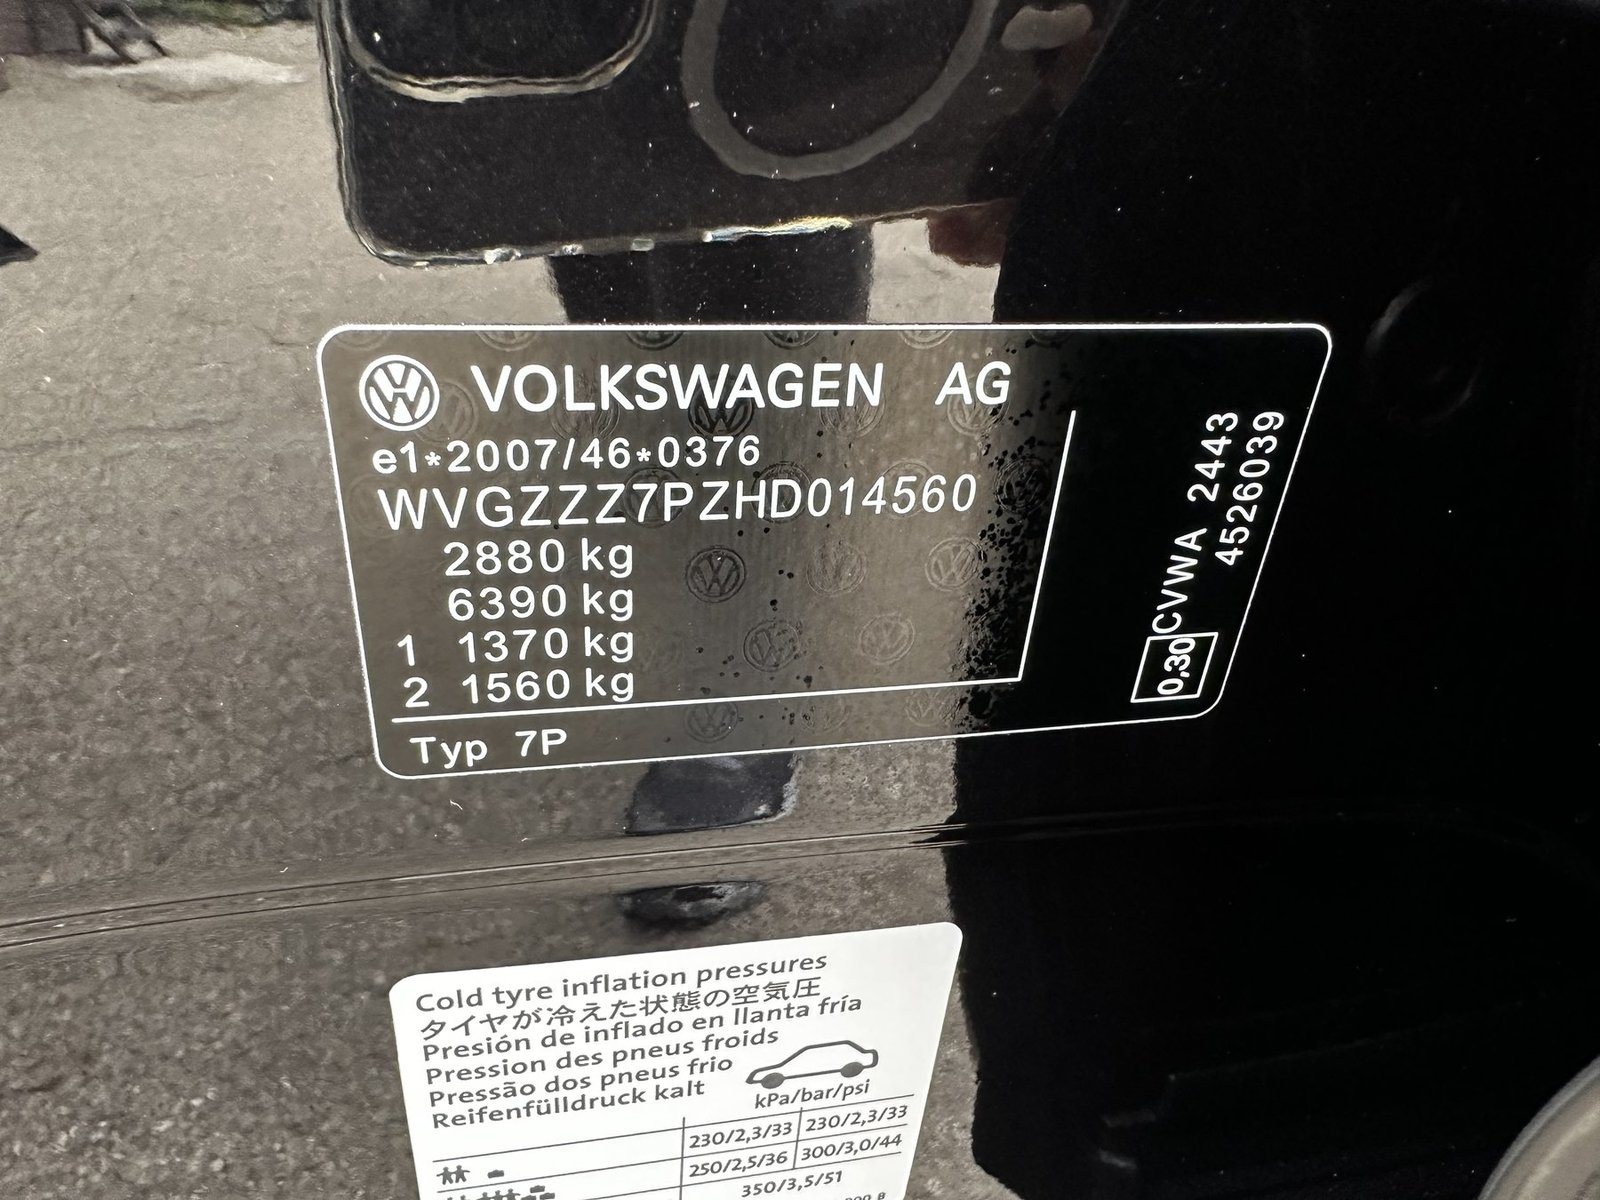 VOLKSWAGEN AG
e1*2007/46*0376
WVGZZZ7PZHD014560
2880 kg
6390 kg
1 1370 kg
2 1560 kg
Typ 7P
CVWA 2443
4526039
0,30
Cold tyre inflation pressures
タイヤが冷えた状態の空気圧
Presión de inflado en llanta fría
Pression des pneus froids
Pressão dos pneus frio
Reifenfülldruck kalt
kPa/bar/psi
230/2,3/33 230/2,3/33
250/2,5/36 300/3,0/44
350/3,5/51